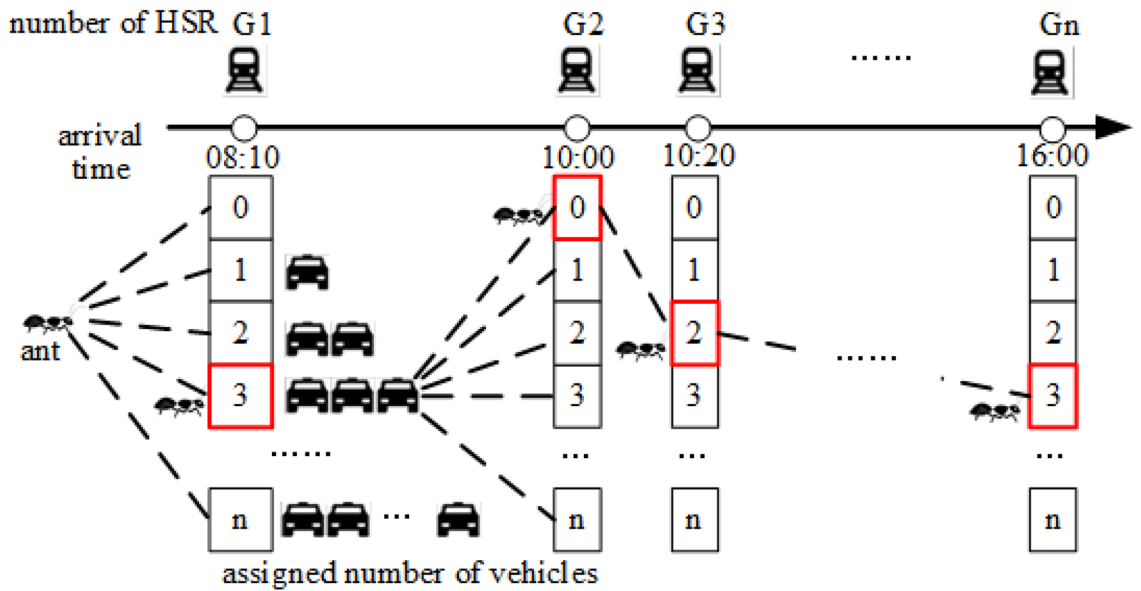 number of HSR G1 G2 G3 …… Gn
arrival time
08:10 10:00 10:20 16:00
0 0 0 0
1 1 1 1
ant
2 2 2 2
……
3 3 3 3
…… … … …
n … n n n
assigned number of vehicles